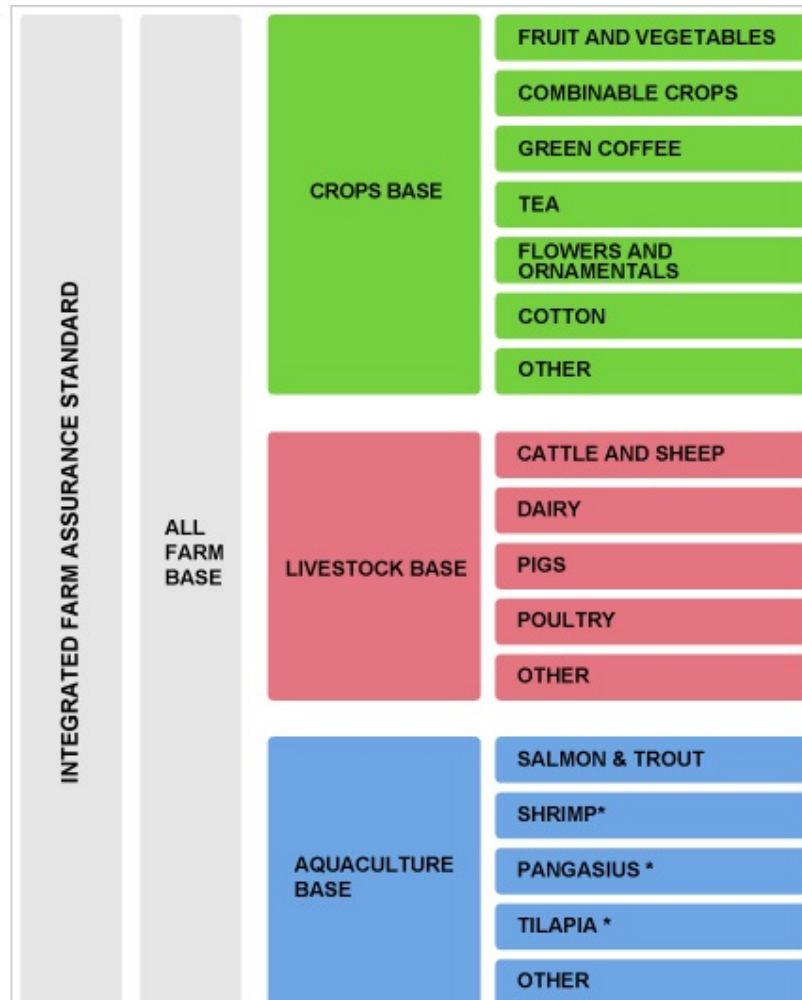 INTEGRATED FARM ASSURANCE STANDARD
ALL
FARM
BASE
CROPS BASE
FRUIT AND VEGETABLES
COMBINABLE CROPS
GREEN COFFEE
TEA
FLOWERS AND
ORNAMENTALS
COTTON
OTHER
LIVESTOCK BASE
CATTLE AND SHEEP
DAIRY
PIGS
POULTRY
OTHER
AQUACULTURE
BASE
SALMON & TROUT
SHRIMP*
PANGASIUS *
TILAPIA *
OTHER